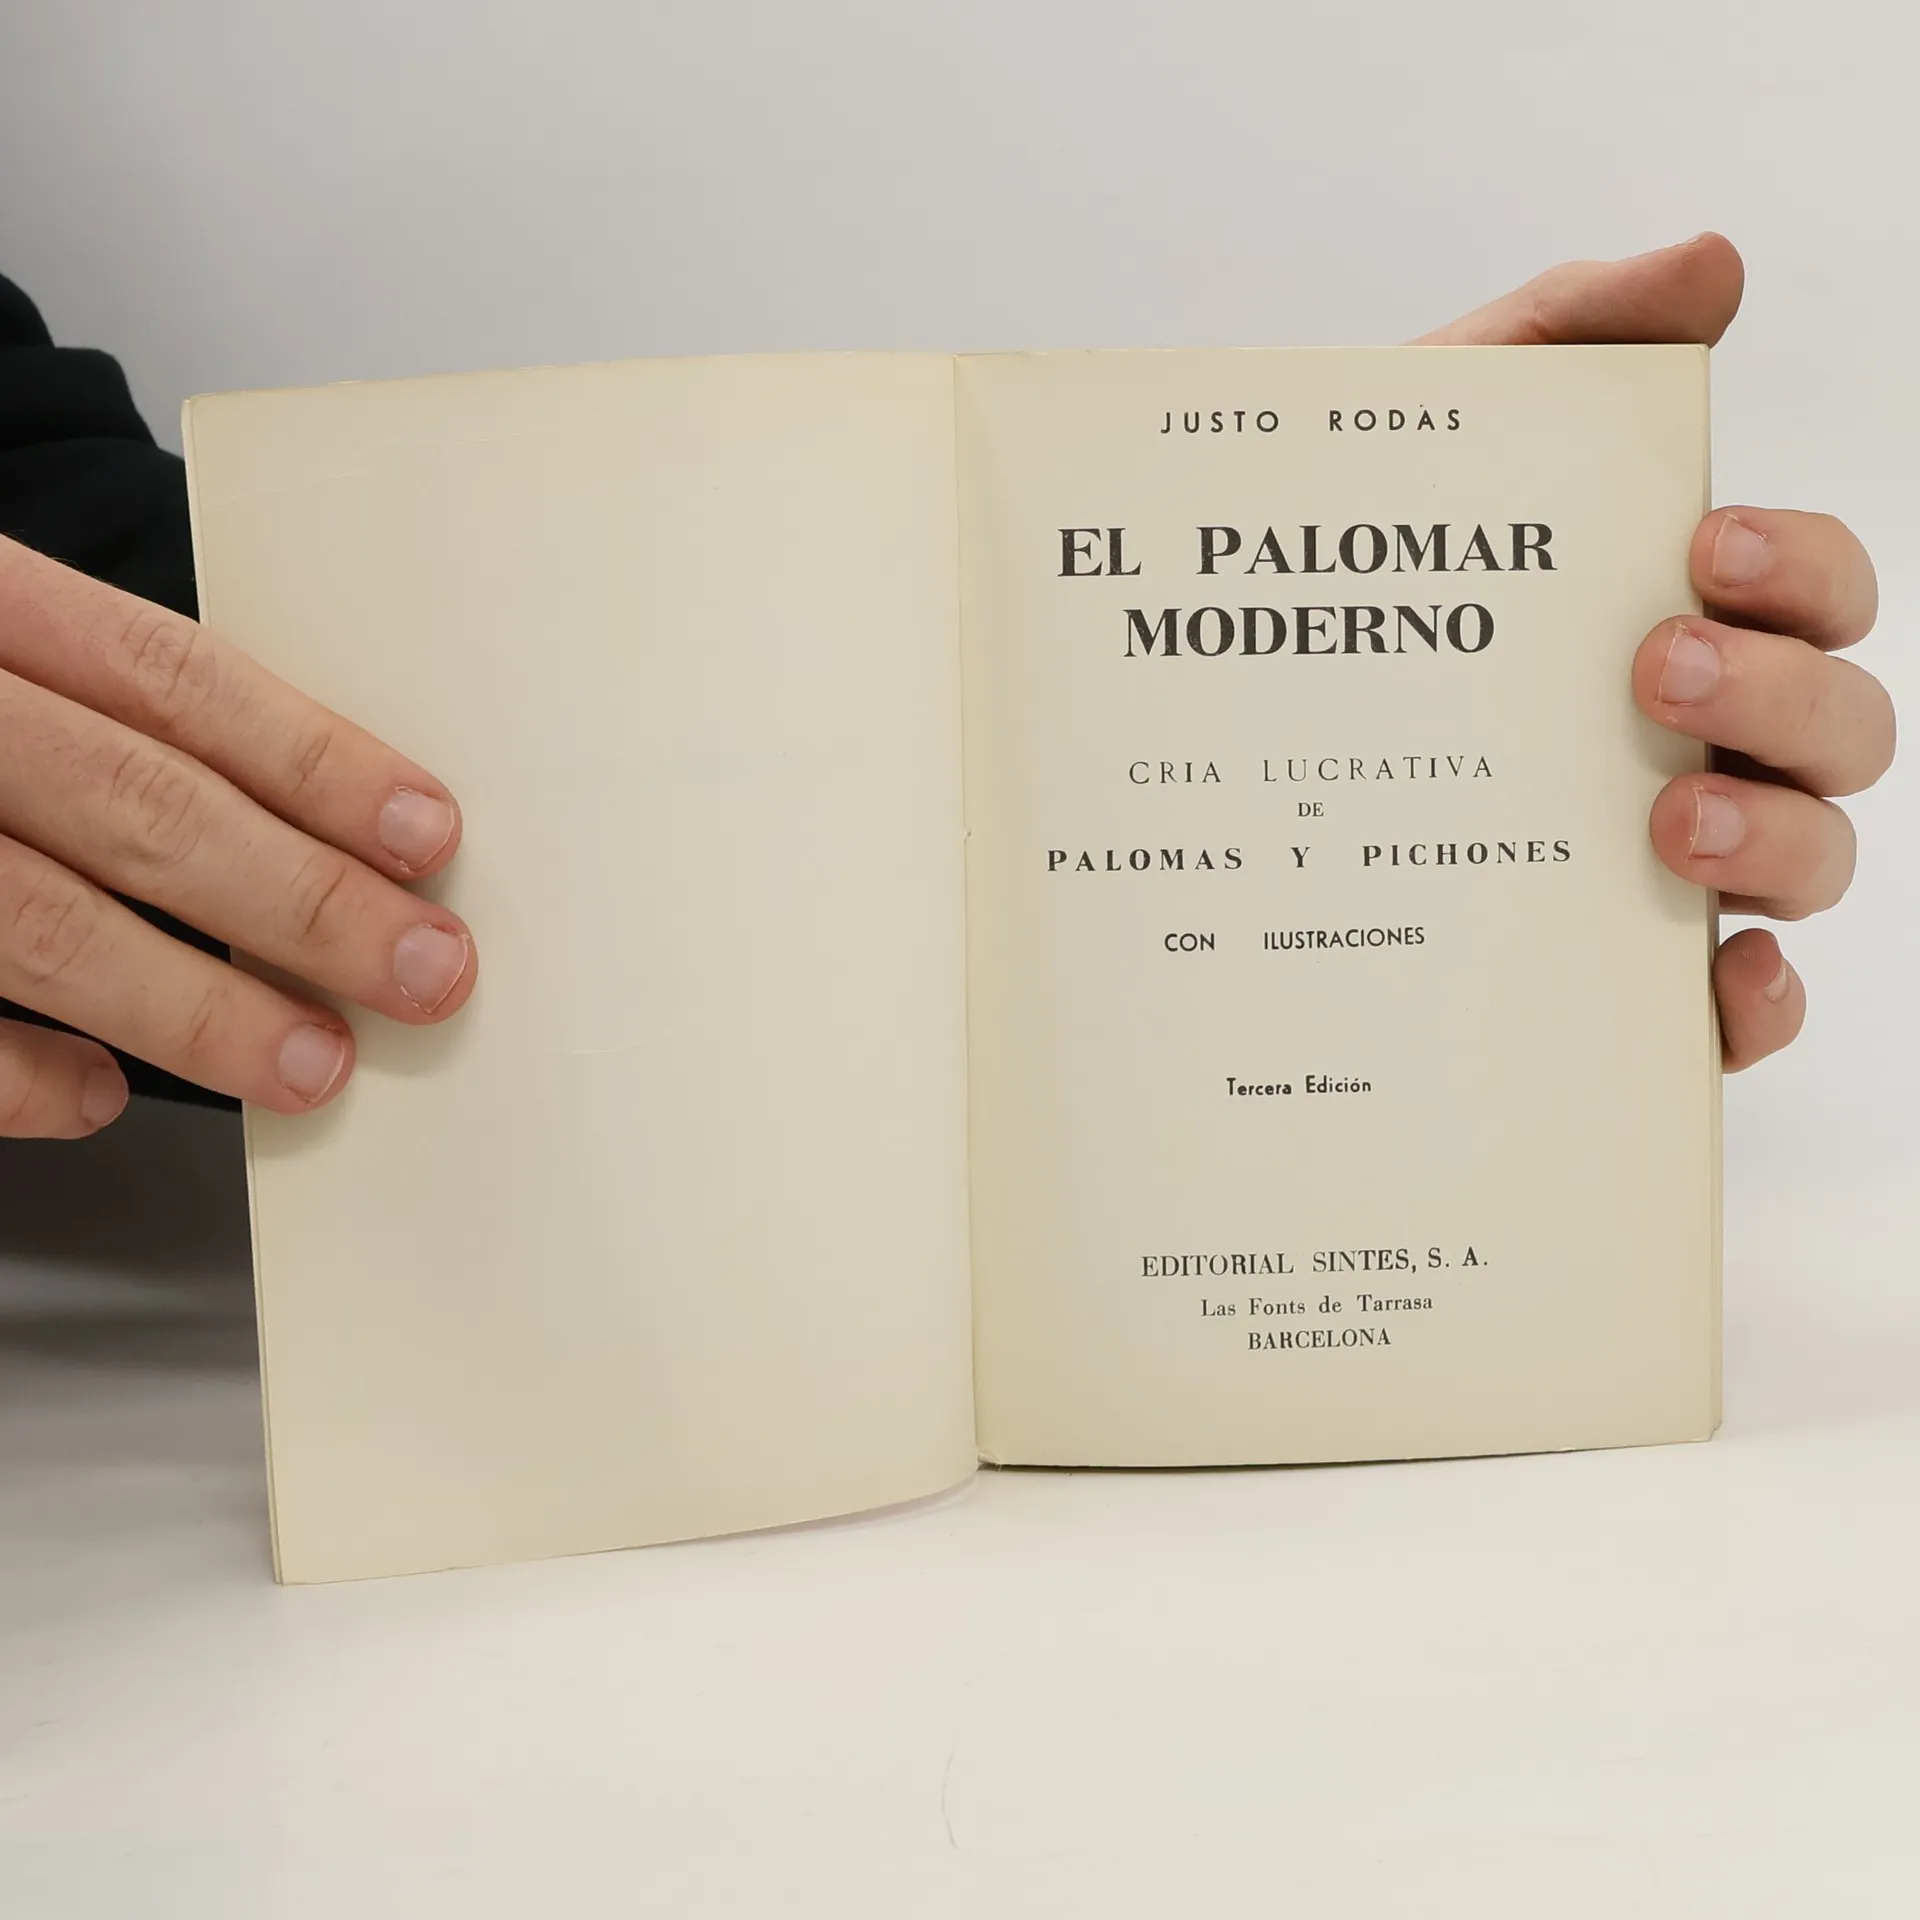 JUSTO RODÀS
EL PALOMAR
MODERNO
CRIA LUCRATIVA
DE
PALOMAS Y PICHONES
CON ILUSTRACIONES
Tercera Edición
EDITORIAL SINTES, S. A.
Las Fonts de Tarrasa
BARCELONA